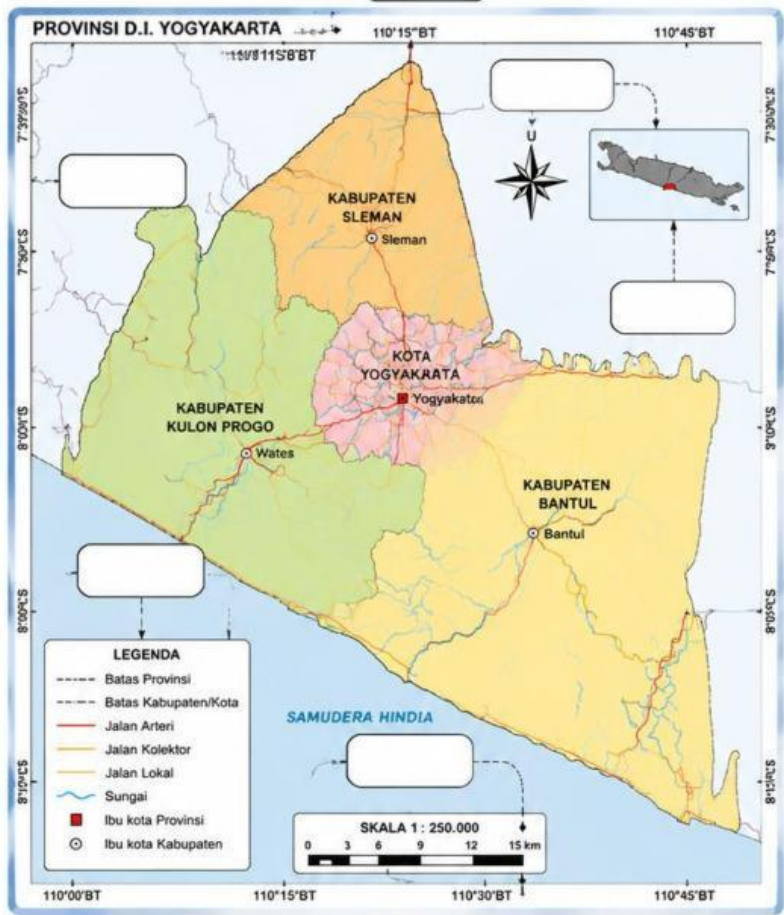 PROVINSI D.I. YOGYAKARTA
110°15°BT
110°45°BT
U
KABUPATEN
SLEMAN
Sleman
KOTA
YOGYAKRATA
KABUPATEN
KULON PROGO
Wates
KABUPATEN
BANTUL
Bantul
LEGENDA
Batas Provinsi
Batas Kabupaten/Kota
Jalan Arteri
Jalan Kolektor
Jalan Lokal
Sungai
Ibu kota Provinsi
Ibu kota Kabupaten
SAMUDERA HINDIA
SKALA 1 : 250.000
0 3 6 9 12 15 km
110°00°BT
110°15°BT
110°30°BT
110°45°BT